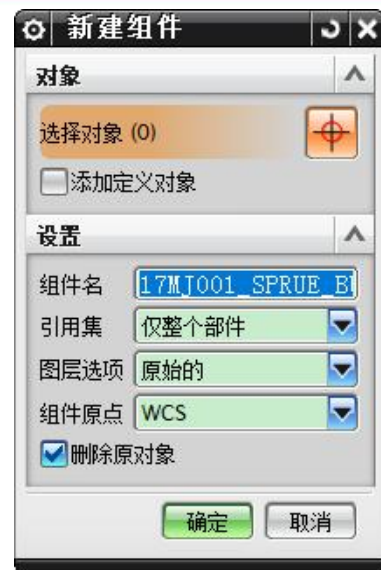 新建组件
对象
选择对象 (0)
添加定义对象
设置
组件名 17MJ001_SPRUE_B
引用集 仅整个部件
图层选项 原始的
组件原点 WCS
删除原对象
确定 取消